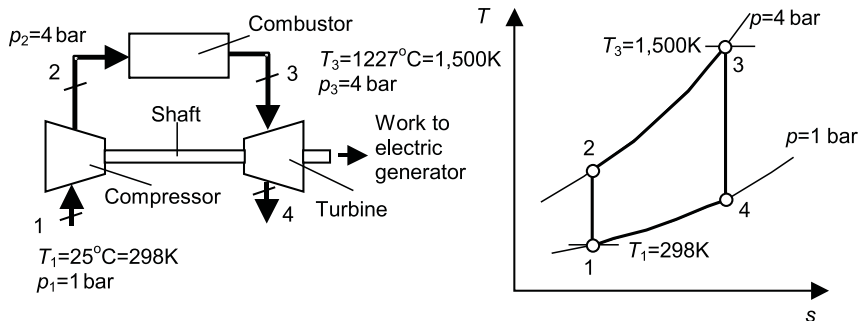 Combustor
p₂=4 bar
2
3
T₃=1227°C=1,500K
p₃=4 bar
Shaft
Work to
electric
generator
Compressor
Turbine
1
4
T₁=25°C=298K
p₁=1 bar
T
p=4 bar
T₃=1,500K
3
2
p=1 bar
4
1
T₁=298K
s